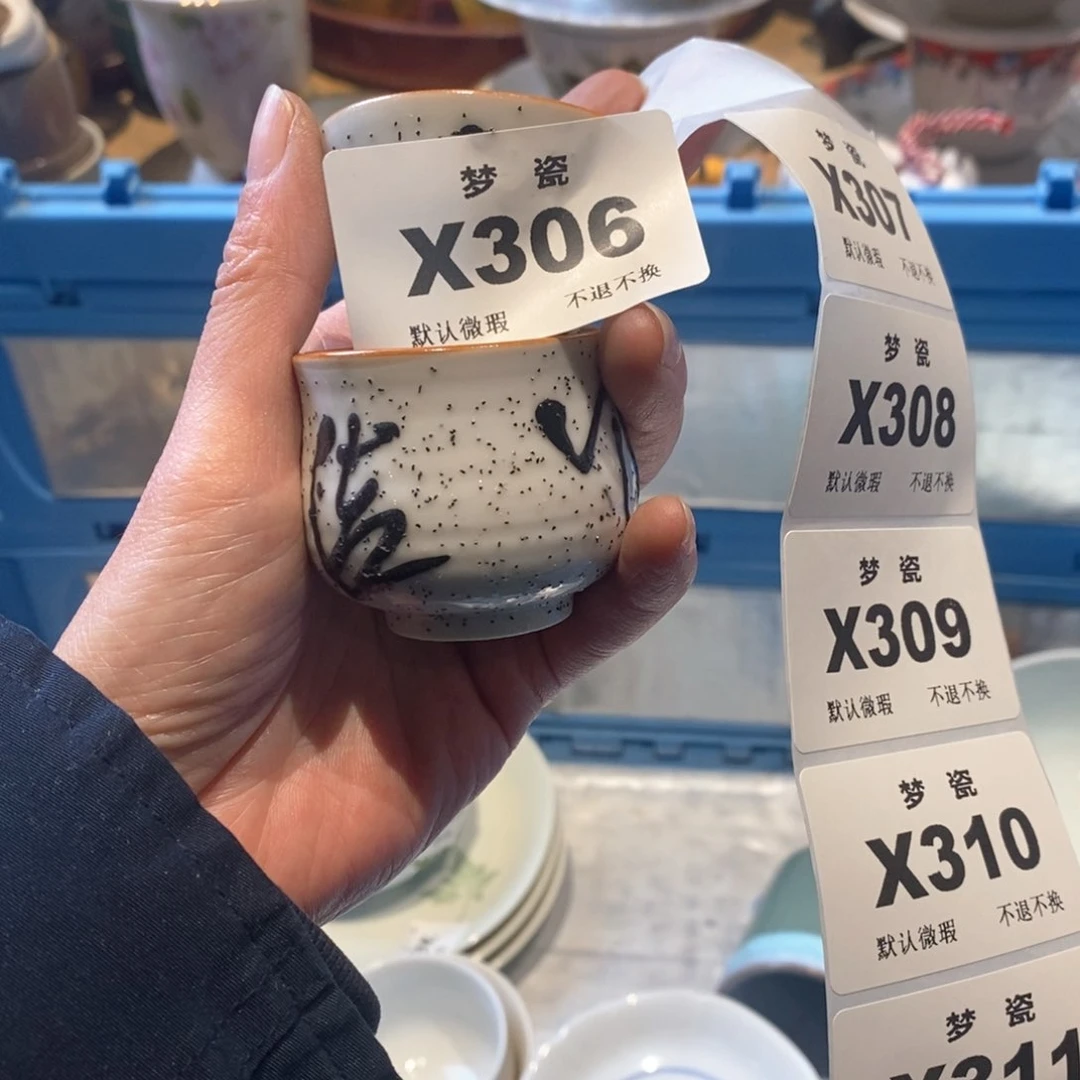 梦 瓷
X306
默认微瑕 不退不换
梦 瓷
X307
默认微瑕 不退不换
梦 瓷
X308
默认微瑕 不退不换
梦 瓷
X309
默认微瑕 不退不换
梦 瓷
X310
默认微瑕 不退不换
梦 瓷
X311